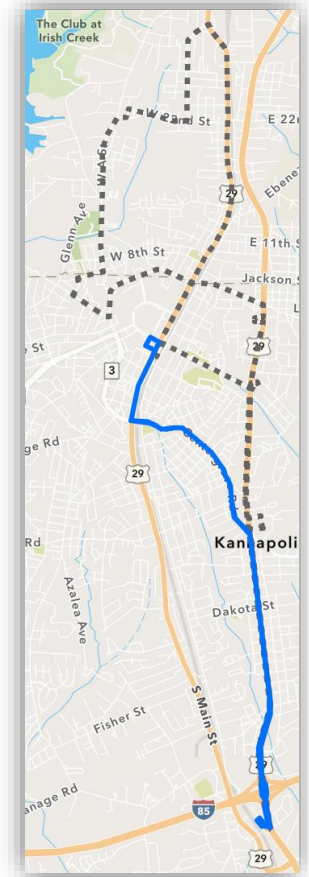 The Club at
Irish Creek
W 22nd St
E 22n
W A St
Ebene
29
Glenn Ave
E 11th S
W 8th St
Jackson S
L
29
e St
3
ge Rd
29
Rd
Kannapoli
Dakota St
Azalea Ave
S Main St
Fisher St
29
anage Rd
85
29